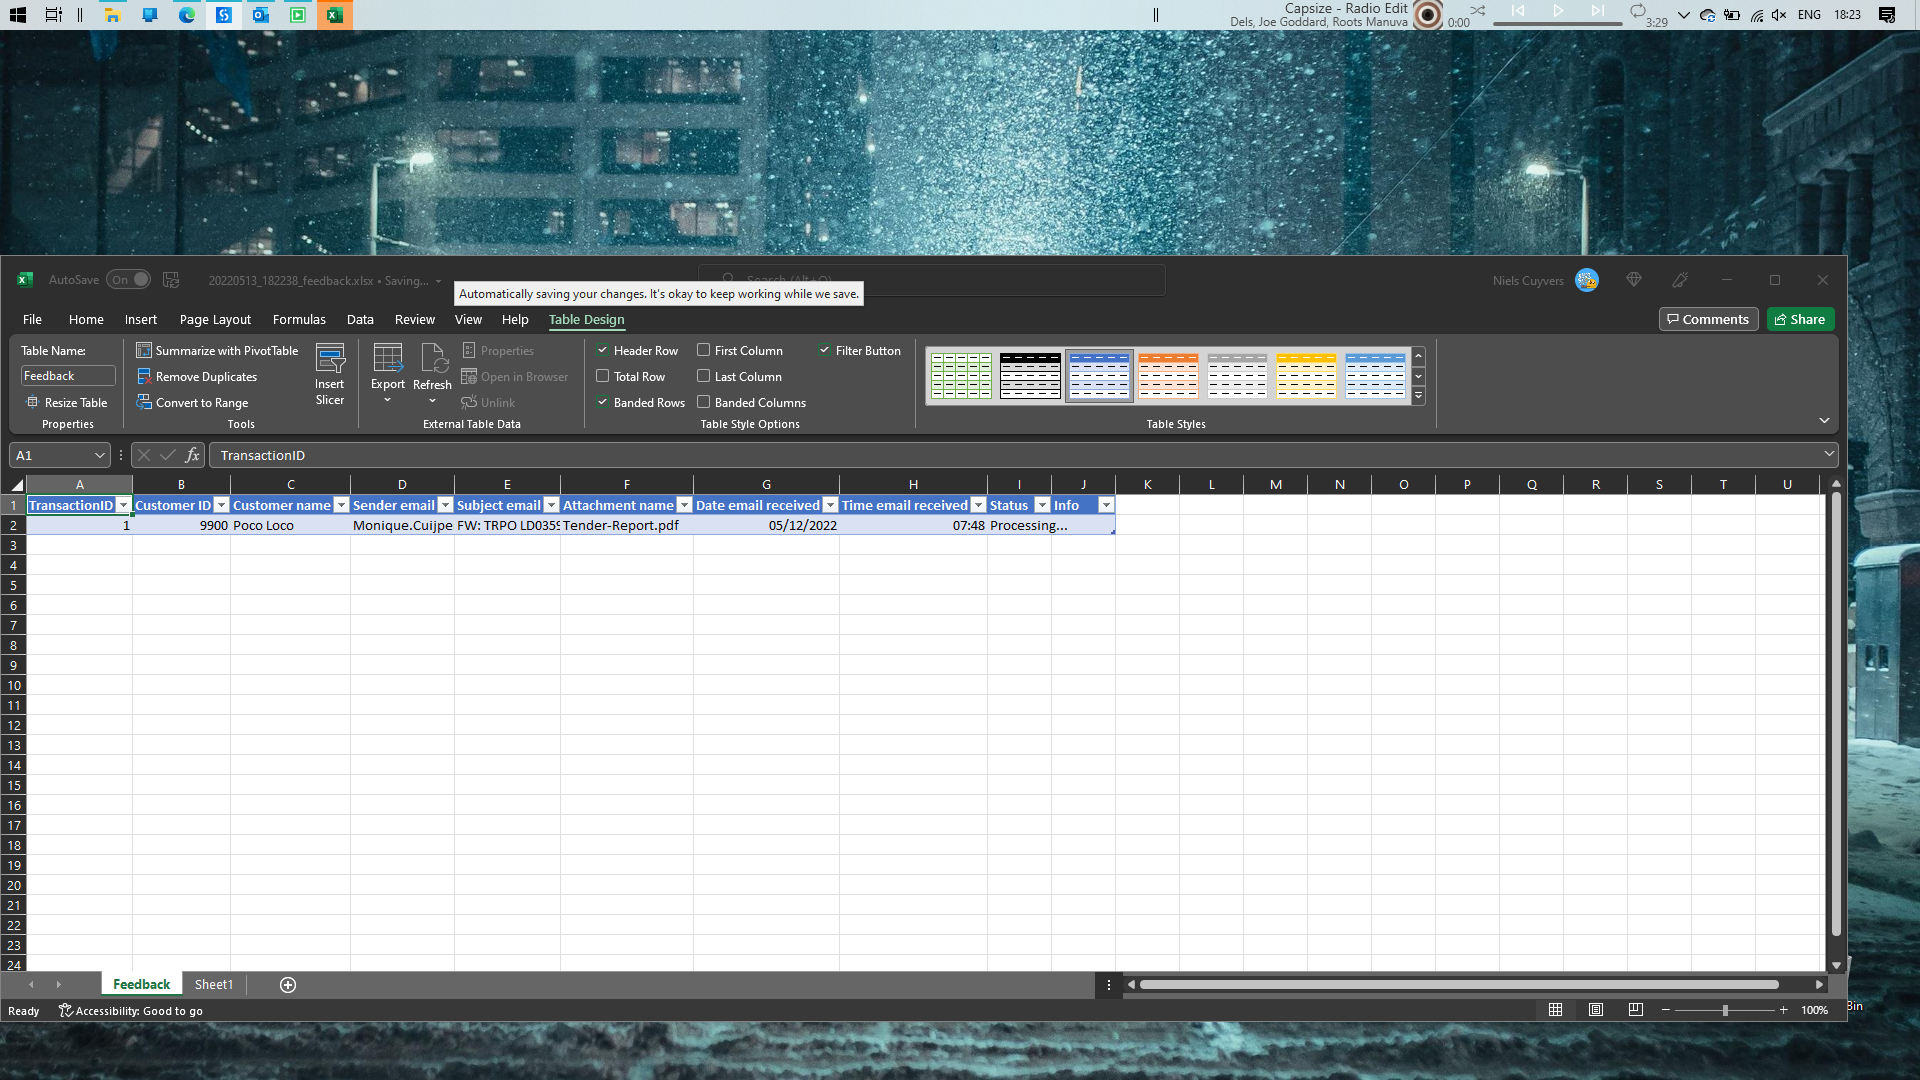 Capsize - Radio Edit
Dels, Joe Goddard, Roots Manuva
0:00
3:29
ENG
18:23
AutoSave On
20220513_182238_feedback.xlsx • Saving...
Search (Alt+Q)
Niels Cuyvers
Automatically saving your changes. It's okay to keep working while we save.
File Home Insert Page Layout Formulas Data Review View Help Table Design
Comments Share
Table Name: Summarize with PivotTable Properties Header Row First Column Filter Button
Feedback Remove Duplicates Insert Slicer Export Refresh Open in Browser Total Row Last Column
Resize Table Convert to Range Unlink Banded Rows Banded Columns
Properties Tools External Table Data Table Style Options Table Styles
A1 fx TransactionID
A B C D E F G H I J K L M N O P Q R S T U
1 TransactionID Customer ID Customer name Sender email Subject email Attachment name Date email received Time email received Status Info
2 1 9900 Poco Loco Monique.Cuijpe FW: TRPO LD0359 Tender-Report.pdf 05/12/2022 07:48 Processing...
3
4
5
6
7
8
9
10
11
12
13
14
15
16
17
18
19
20
21
22
23
24
Feedback Sheet1
Ready Accessibility: Good to go 100%
Bin